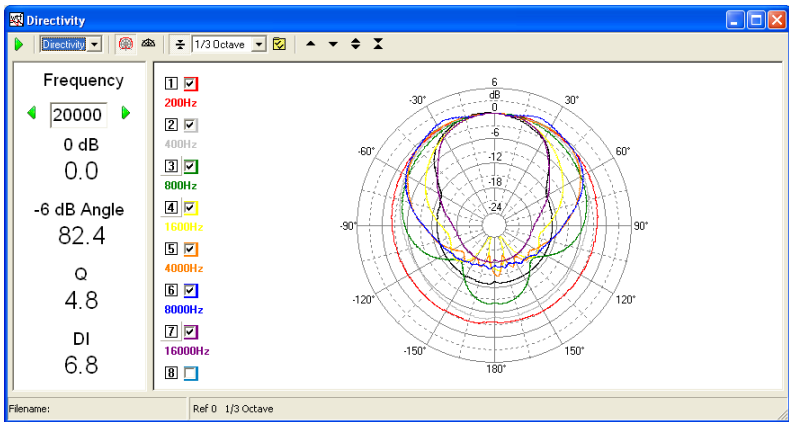 Directivity
Directivity 1/3 Octave
Frequency
20000
0 dB
0.0
-6 dB Angle
82.4
Q
4.8
DI
6.8
1
200Hz
2
400Hz
3
800Hz
4
1600Hz
5
4000Hz
6
8000Hz
7
16000Hz
8
6
dB
0
-6
-12
-18
-24
-30° 30°
-60° 60°
-90° 90°
-120° 120°
-150° 150°
180°
Filename: Ref 0 1/3 Octave